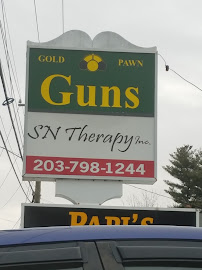 GOLD PAWN
Guns
SN Therapy Inc.
203-798-1244
PAPI'S